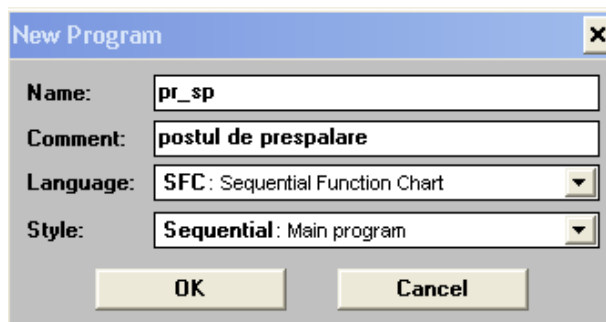 New Program
Name: pr_sp
Comment: postul de prespalare
Language: SFC: Sequential Function Chart
Style: Sequential: Main program
OK Cancel